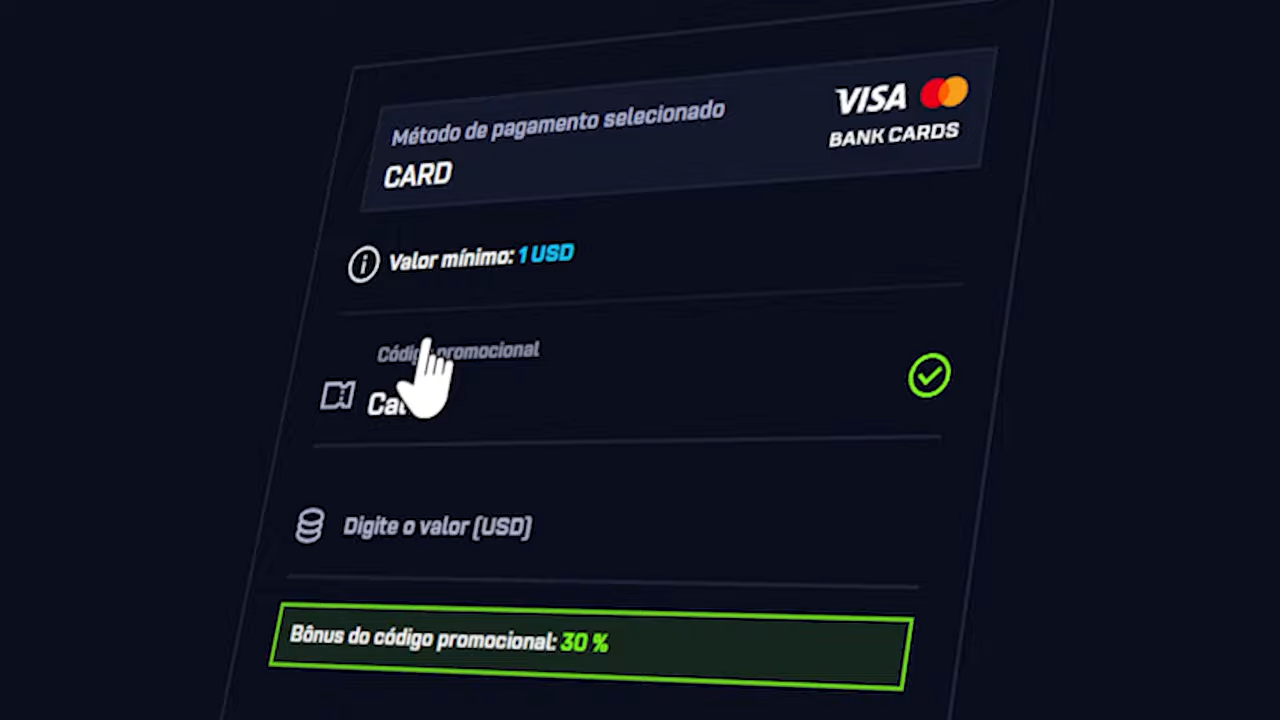 Método de pagamento selecionado
CARD
VISA
BANK CARDS
Valor mínimo: 1 USD
promocional
Digite o valor (USD)
Bônus do código promocional: 30 %